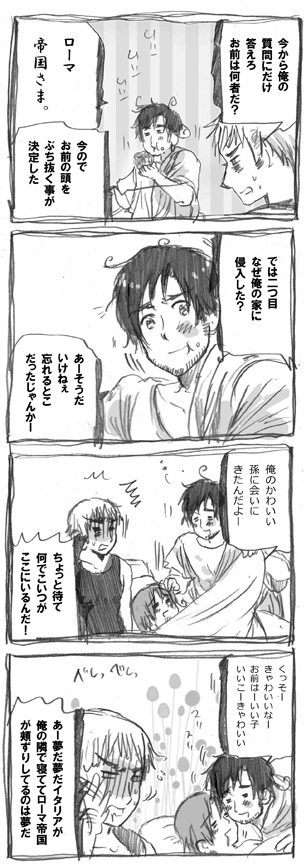 今から俺の
質問にだけ
答えろ
お前は何者だ?
ローマ
帝国さま。
今ので
お前の頭を
ぶち抜く事が
決定した
では二つ目
なぜ俺の家に
侵入した?
あーそうだ
いけねぇ
忘れるとこ
だったじゃんかー
俺のかわいい
孫に会いに
きたんだよー
ちょっと待て
何でこいつが
ここにいるんだ!
くっそー
きゃわいいなー
お前はーいい子
いいこーきゃわいい
べしっべしっ
あー夢だ夢だイタリアが
俺の隣で寝ててローマ帝国
が頬ずりしてるのは夢だ